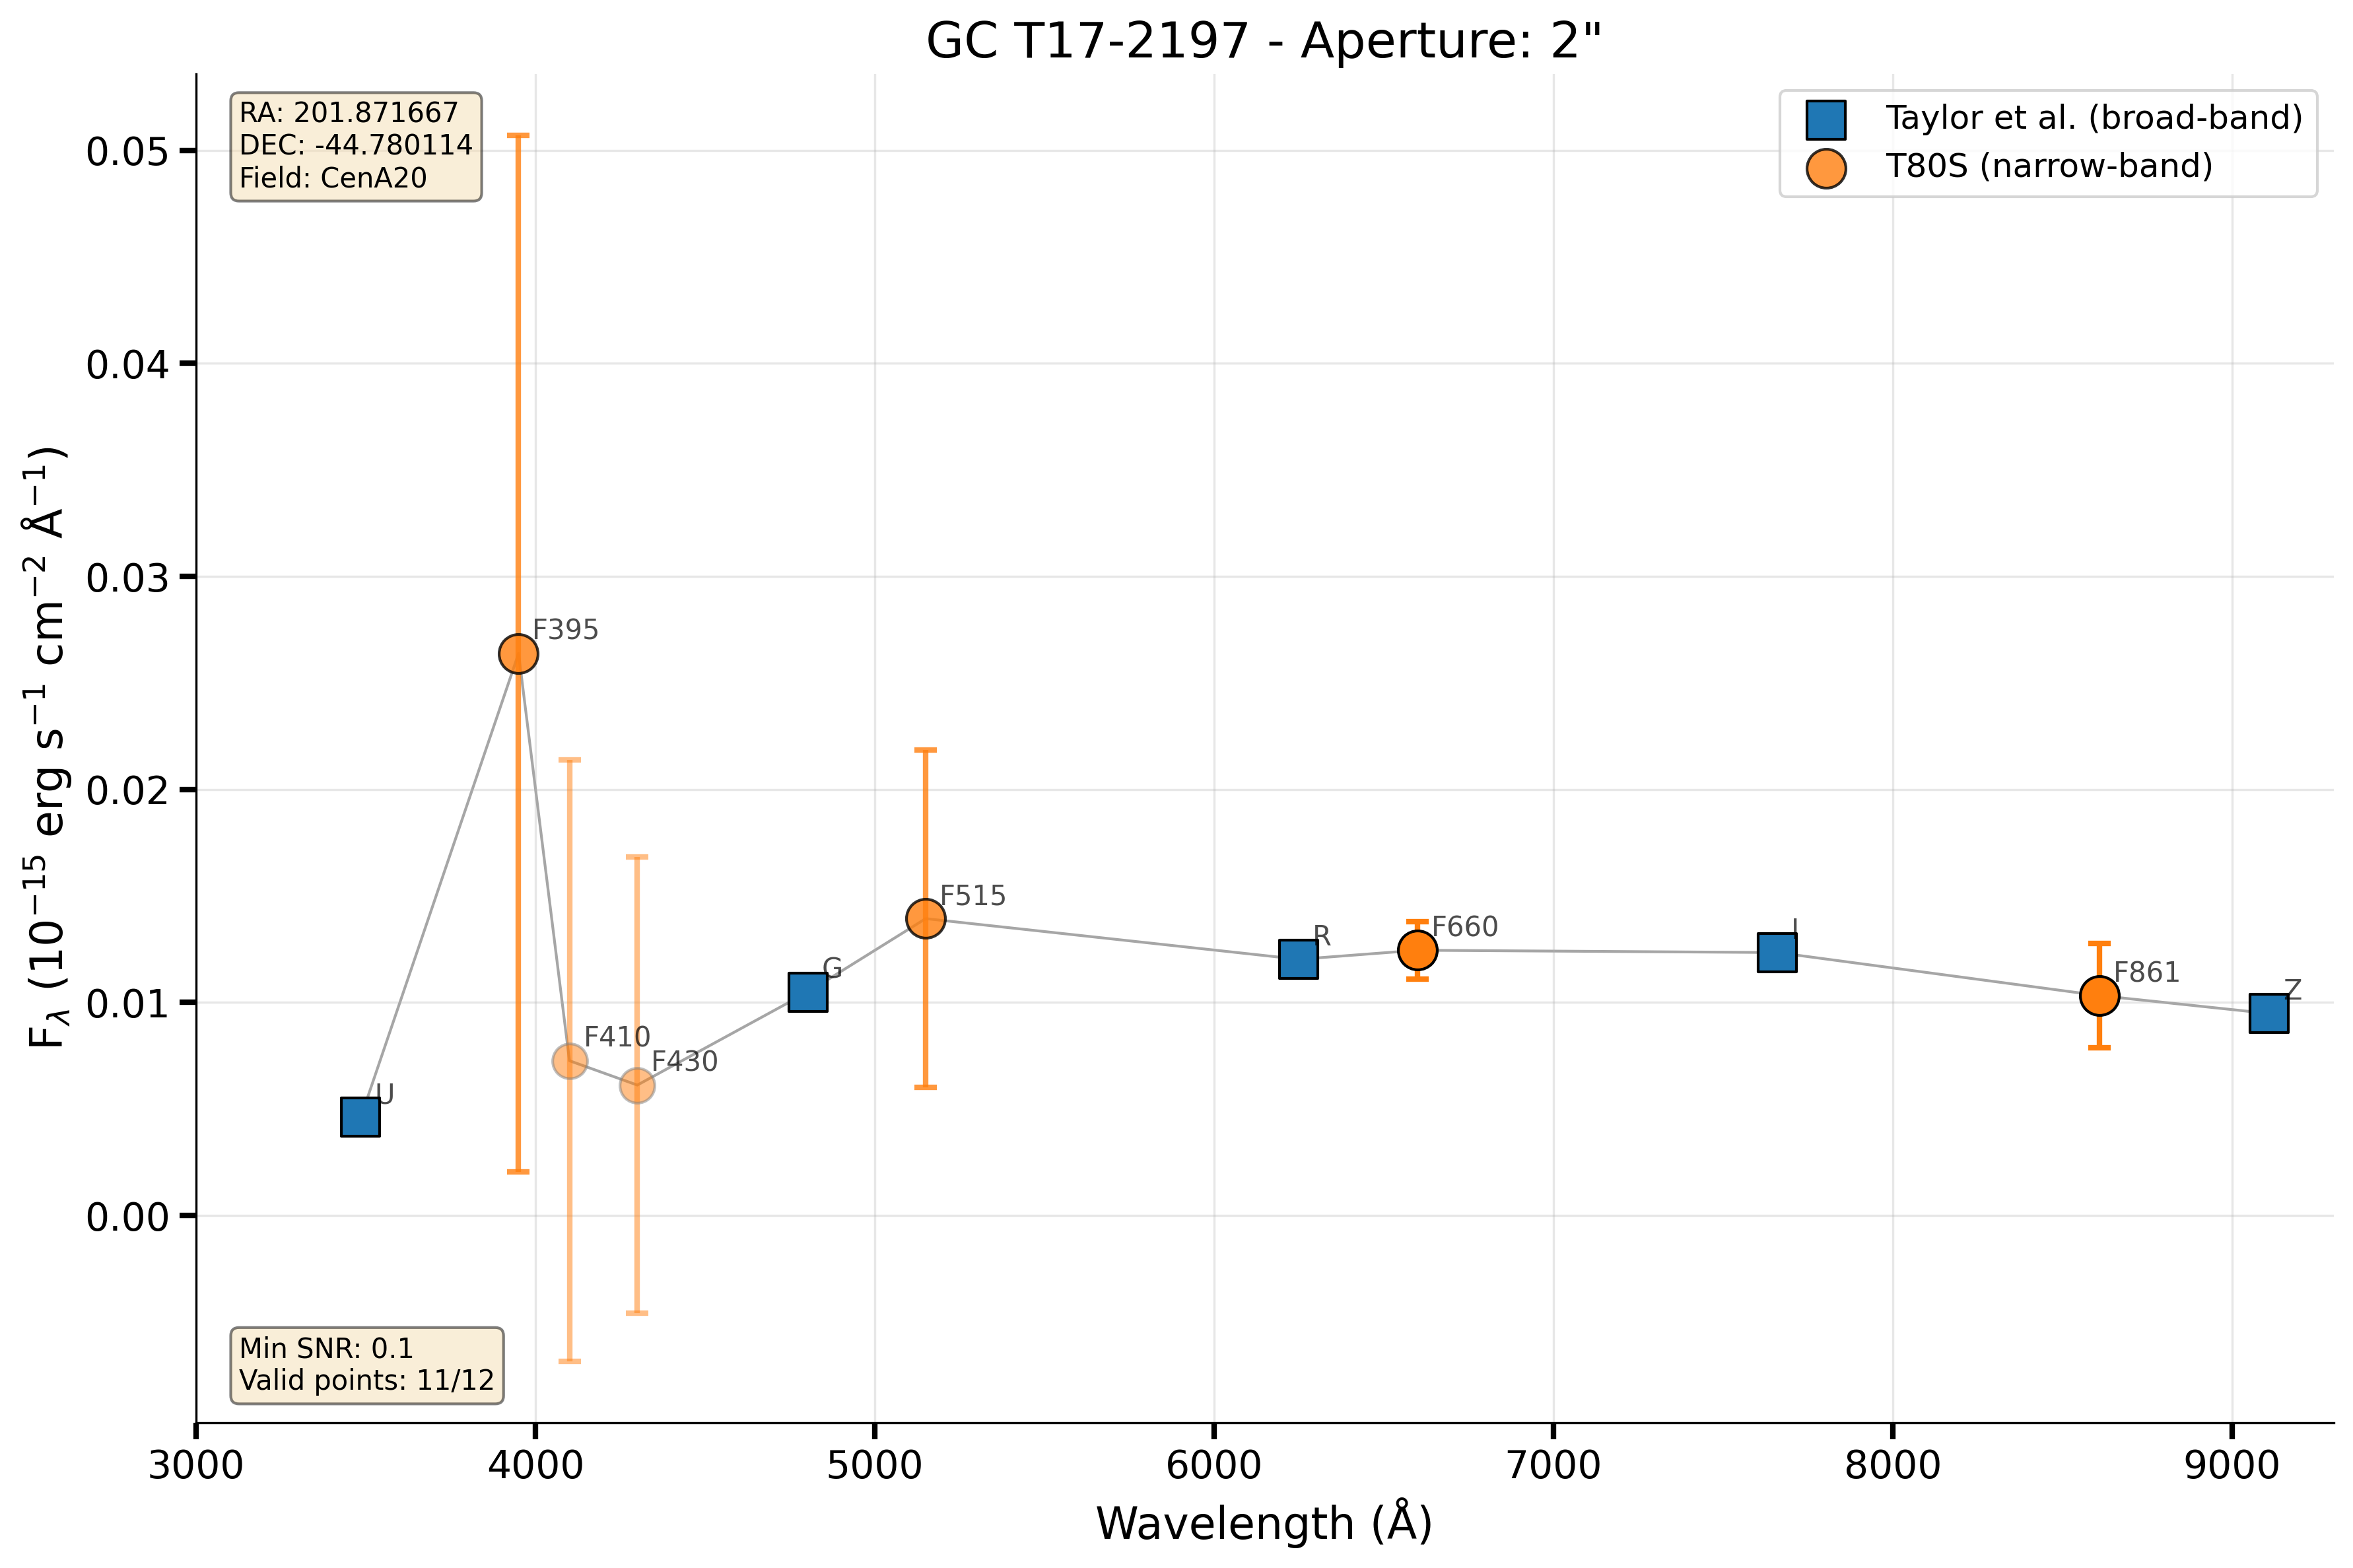 GC T17-2197 - Aperture: 2"
RA: 201.871667
DEC: -44.780114
Field: CenA20
Taylor et al. (broad-band)
T80S (narrow-band)
0.05
0.04
0.03
0.02
0.01
0.00
F$_λ$ (10$^{−15}$ erg s$^{−1}$ cm$^{−2}$ Å$^{−1}$)
U
F395
F410
F430
G
F515
R
F660
I
F861
Z
Min SNR: 0.1
Valid points: 11/12
3000 4000 5000 6000 7000 8000 9000
Wavelength (Å)